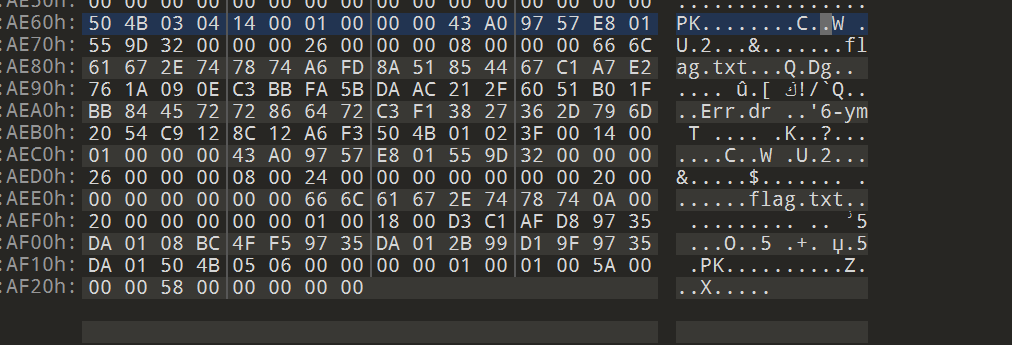 :AE50h: 00 00 00 00 00 00 00 00 00 00 00 00 00 00 00 00 ................
:AE60h: 50 4B 03 04 14 00 01 00 00 00 43 A0 97 57 E8 01 PK........C..W .
:AE70h: 55 9D 32 00 00 00 26 00 00 00 08 00 00 00 66 6C U.2...&.......fl
:AE80h: 61 67 2E 74 78 74 A6 FD 8A 51 85 44 67 C1 A7 E2 ag.txt...Q.Dg..
:AE90h: 76 1A 09 0E C3 BB FA 5B DA AC 21 2F 60 51 B0 1F .... û.[ ك!/`Q..
:AEA0h: BB 84 45 72 72 86 64 72 C3 F1 38 27 36 2D 79 6D ..Err.dr ..'6-ym
:AEB0h: 20 54 C9 12 8C 12 A6 F3 50 4B 01 02 3F 00 14 00 T .... .K..?...
:AEC0h: 01 00 00 00 43 A0 97 57 E8 01 55 9D 32 00 00 00 ....C..W .U.2...
:AED0h: 26 00 00 00 08 00 24 00 00 00 00 00 00 00 20 00 &.....$....... .
:AEE0h: 00 00 00 00 00 00 66 6C 61 67 2E 74 78 74 0A 00 ......flag.txt..
:AEF0h: 20 00 00 00 00 00 01 00 18 00 D3 C1 AF D8 97 35 ......... .. 5
:AF00h: DA 01 08 BC 4F F5 97 35 DA 01 2B 99 D1 9F 97 35 ...O..5 .+. џ.5
:AF10h: DA 01 50 4B 05 06 00 00 00 00 01 00 01 00 5A 00 .PK..........Z.
:AF20h: 00 00 58 00 00 00 00 00 ..X.....